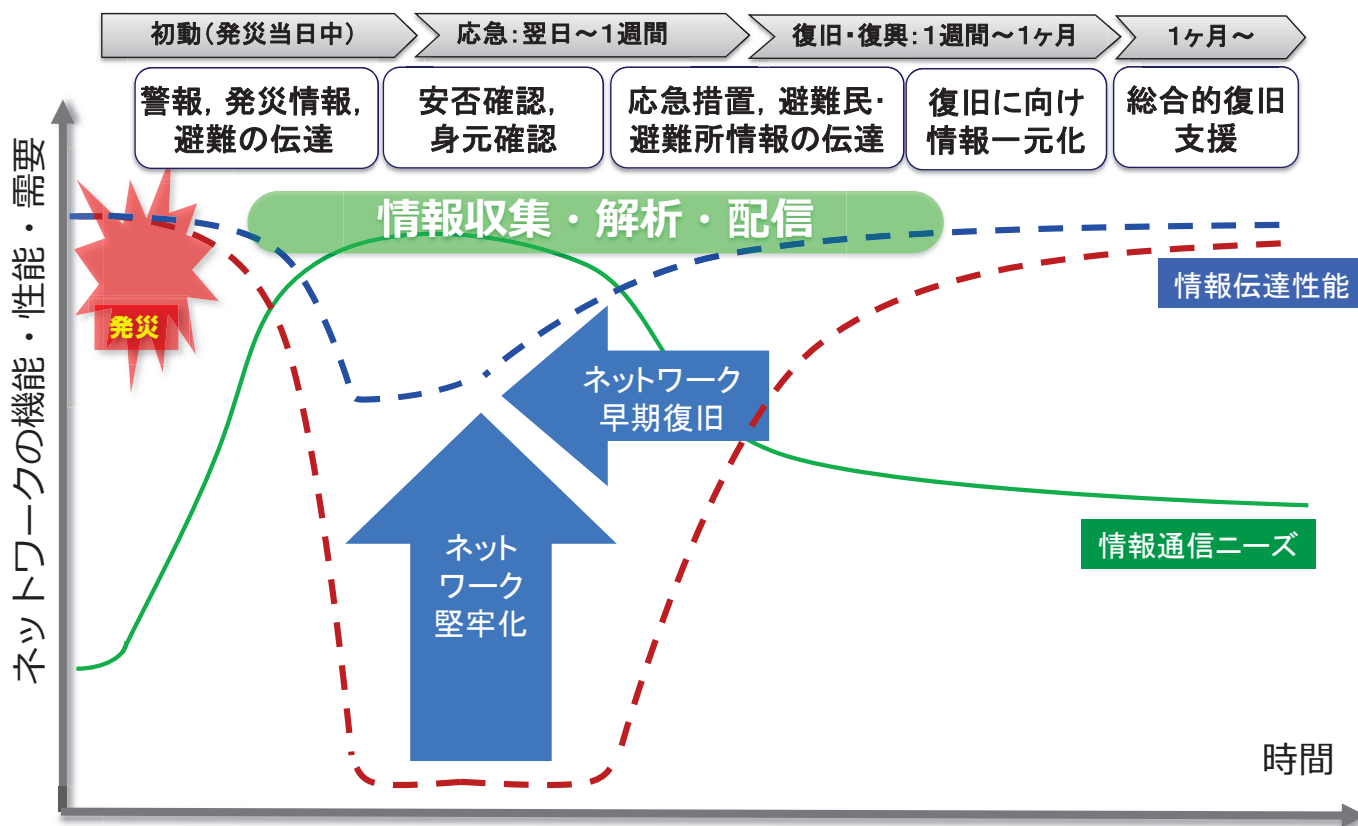 初動(発災当日中)
応急:翌日～1週間
復旧・復興:1週間～1ヶ月
1ヶ月～
警報,発災情報,
避難の伝達
安否確認,
身元確認
応急措置,避難民・
避難所情報の伝達
復旧に向け
情報一元化
総合的復旧
支援
情報収集・解析・配信
発災
情報伝達性能
ネットワーク
早期復旧
ネット
ワーク
堅牢化
情報通信ニーズ
時間
ネットワークの機能・性能・需要